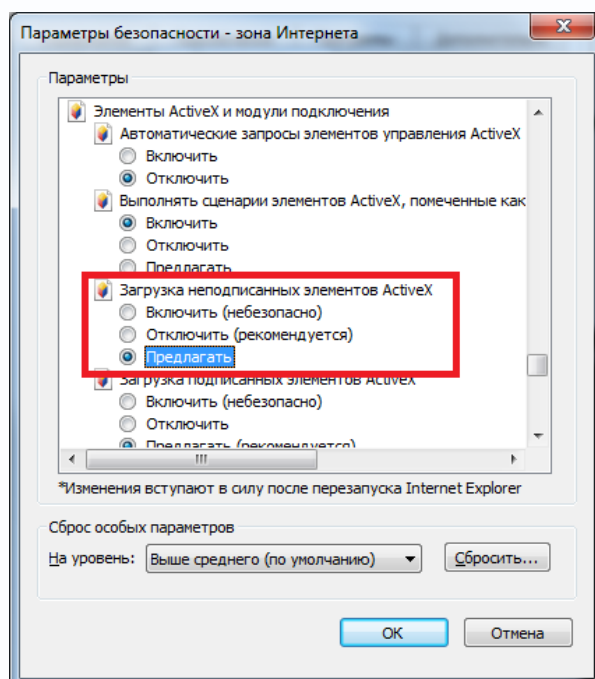 Параметры безопасности - зона Интернета
Параметры
Элементы ActiveX и модули подключения
Автоматические запросы элементов управления ActiveX
Включить
Отключить
Выполнять сценарии элементов ActiveX, помеченные как
Включить
Отключить
Предлагать
Загрузка неподписанных элементов ActiveX
Включить (небезопасно)
Отключить (рекомендуется)
Предлагать
Загрузка подписанных элементов ActiveX
Включить (небезопасно)
Отключить
Предлагать (рекомендуется)
*Изменения вступают в силу после перезапуска Internet Explorer
Сброс особых параметров
На уровень: Выше среднего (по умолчанию) Сбросить...
ОК Отмена